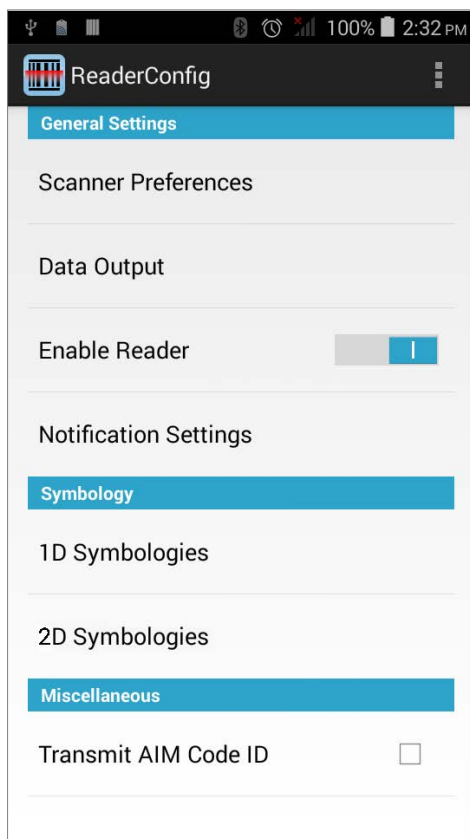 100% 2:32 PM
ReaderConfig
General Settings
Scanner Preferences
Data Output
Enable Reader
Notification Settings
Symbology
1D Symbologies
2D Symbologies
Miscellaneous
Transmit AIM Code ID